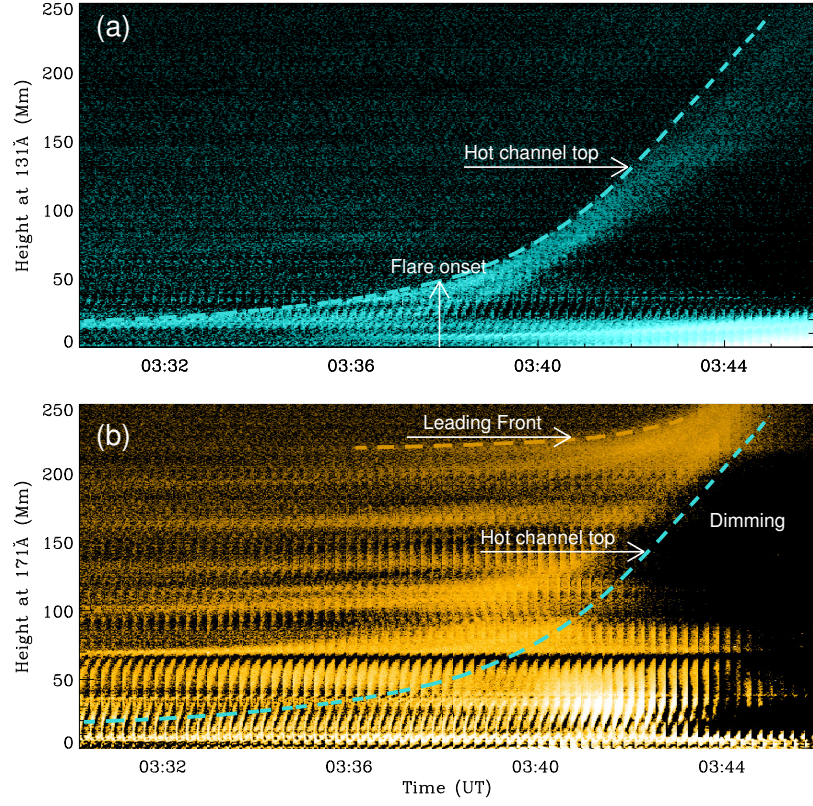 (a)
Height at 131Å (Mm)
250
200
150
100
50
0
Hot channel top
Flare onset
03:32 03:36 03:40 03:44
(b)
Height at 171Å (Mm)
250
200
150
100
50
0
Leading Front
Hot channel top
Dimming
03:32 03:36 03:40 03:44
Time (UT)